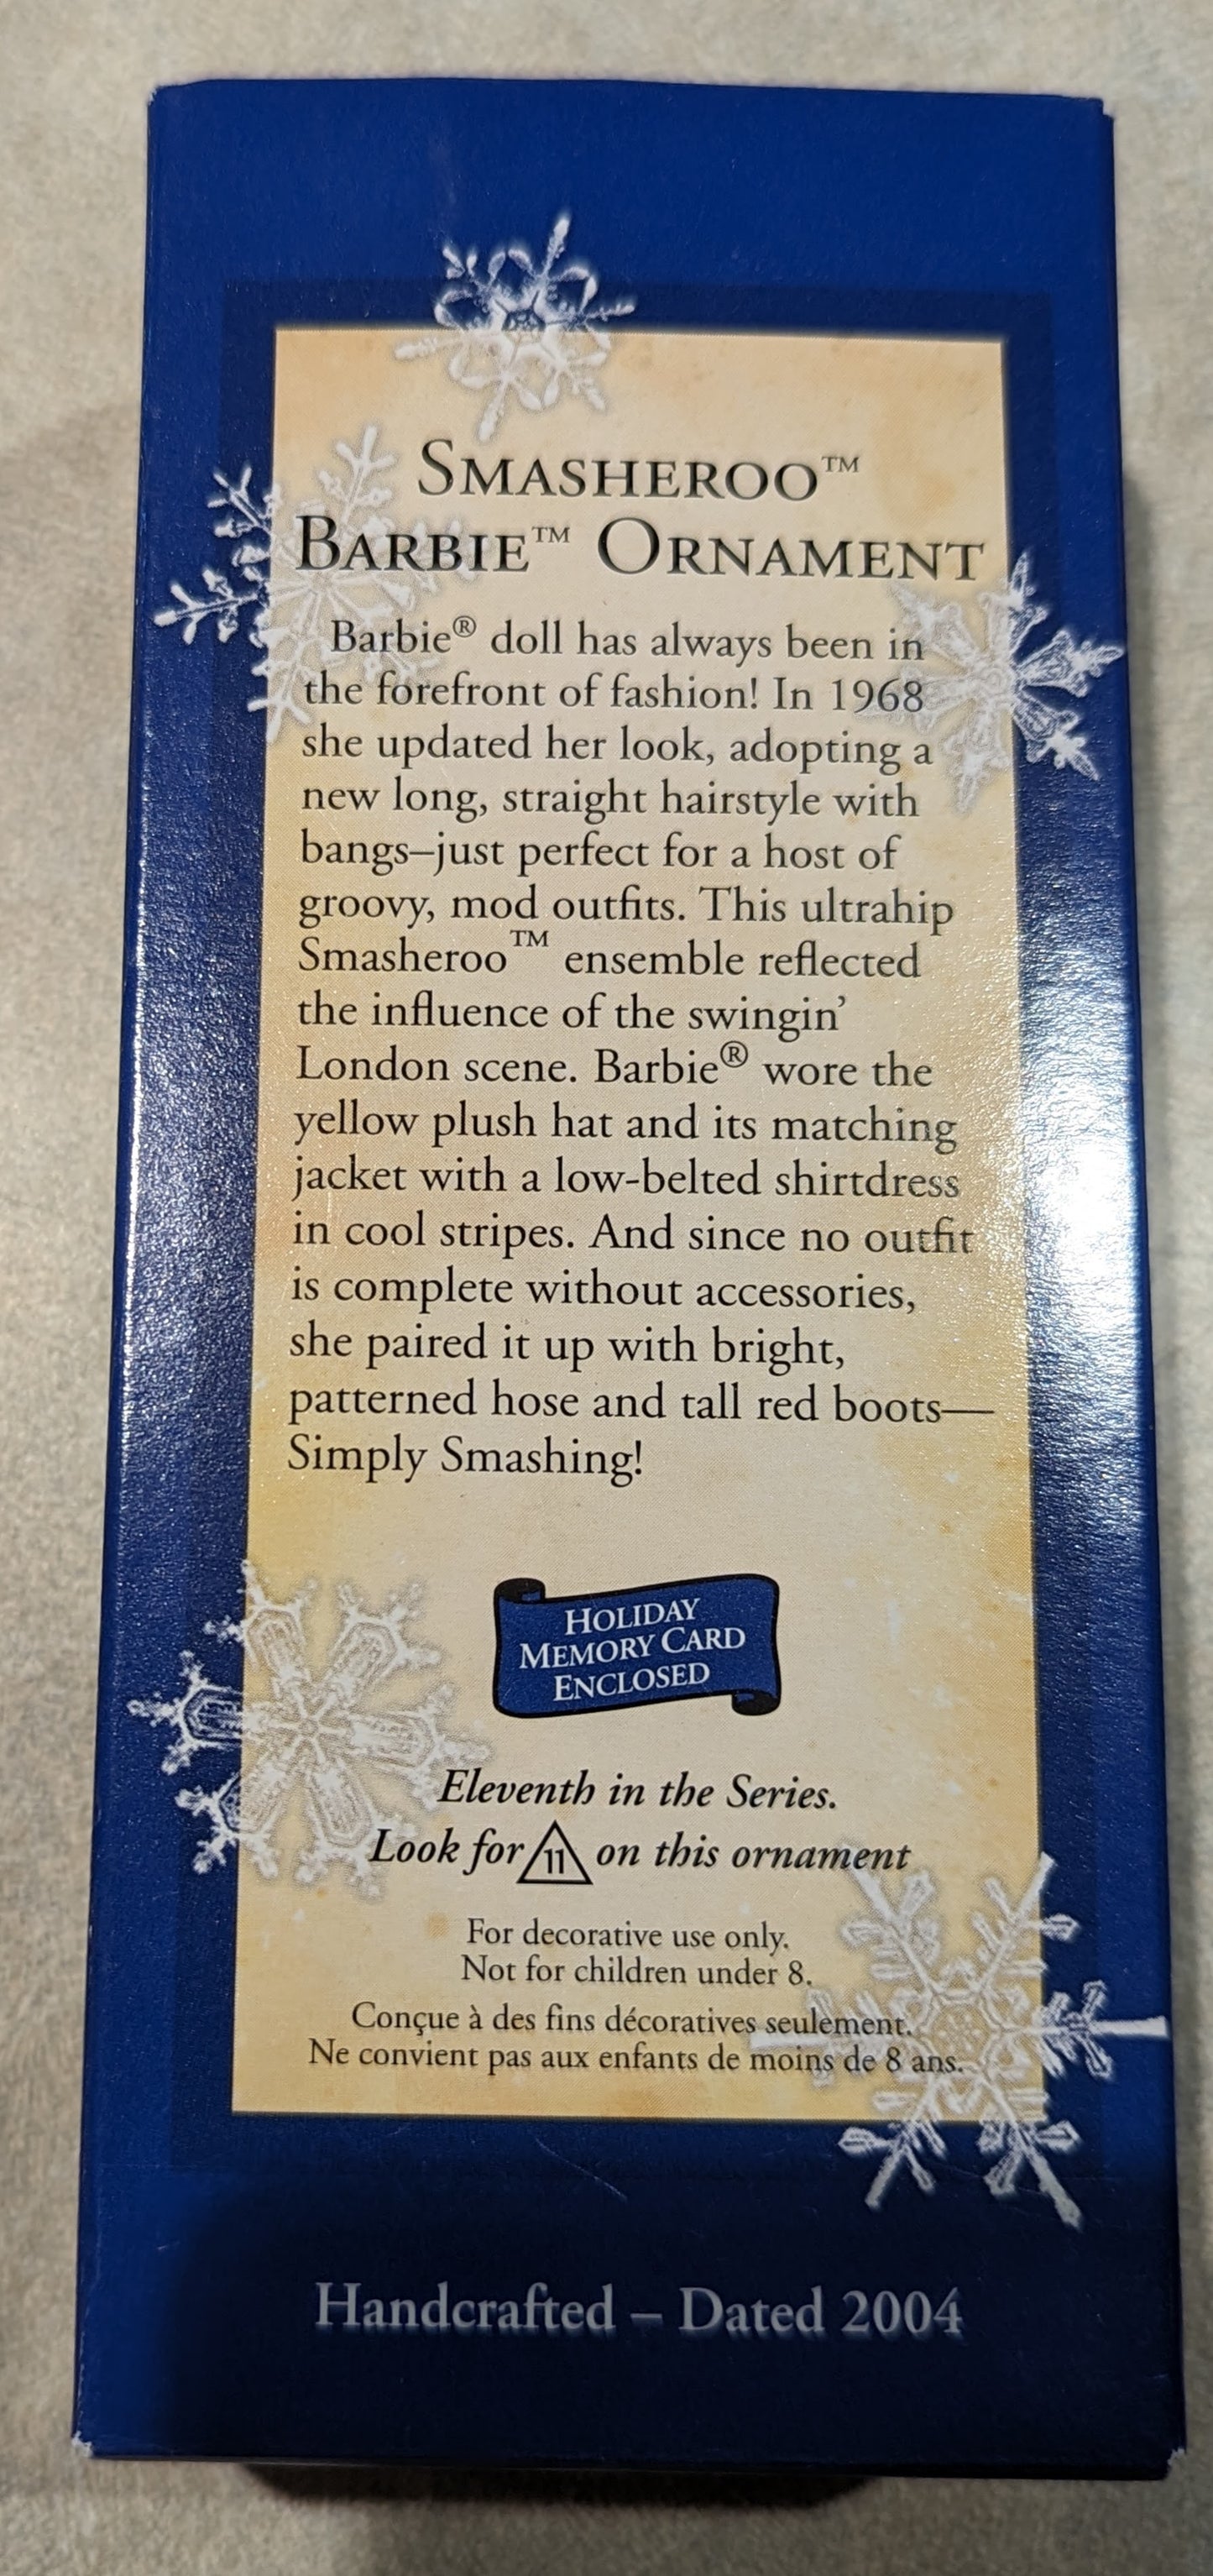 SMASHEROO™
BARBIE™ ORNAMENT
Barbie® doll has always been in
the forefront of fashion! In 1968
she updated her look, adopting a
new long, straight hairstyle with
bangs–just perfect for a host of
groovy, mod outfits. This ultrahip
Smasheroo™ ensemble reflected
the influence of the swingin’
London scene. Barbie® wore the
yellow plush hat and its matching
jacket with a low-belted shirtdress
in cool stripes. And since no outfit
is complete without accessories,
she paired it up with bright,
patterned hose and tall red boots—
Simply Smashing!
HOLIDAY
MEMORY CARD
ENCLOSED
Eleventh in the Series.
Look for 11 on this ornament
For decorative use only.
Not for children under 8.
Conçue à des fins décoratives seulement.
Ne convient pas aux enfants de moins de 8 ans.
Handcrafted – Dated 2004